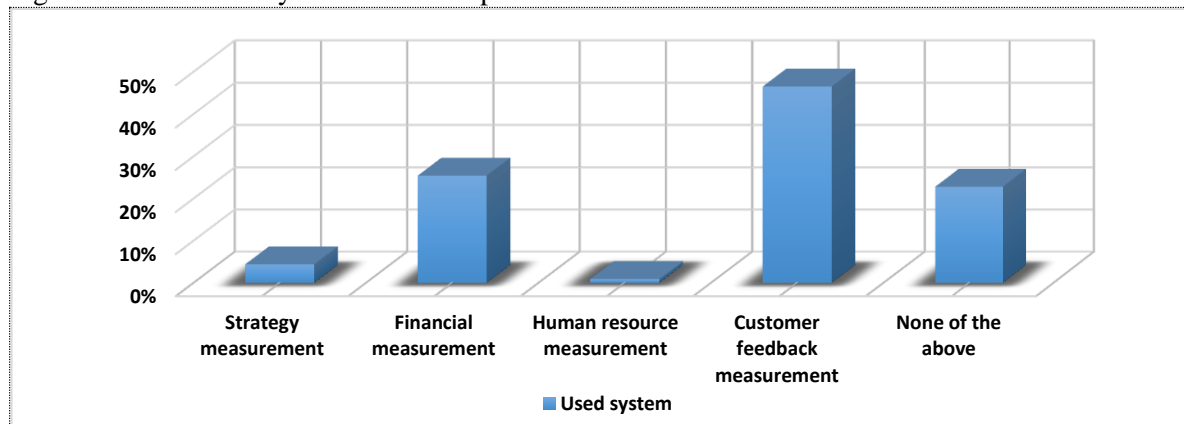 50%
40%
30%
20%
10%
0%
Strategy
measurement
Financial
measurement
Human resource
measurement
Customer
feedback
measurement
None of the
above
Used system